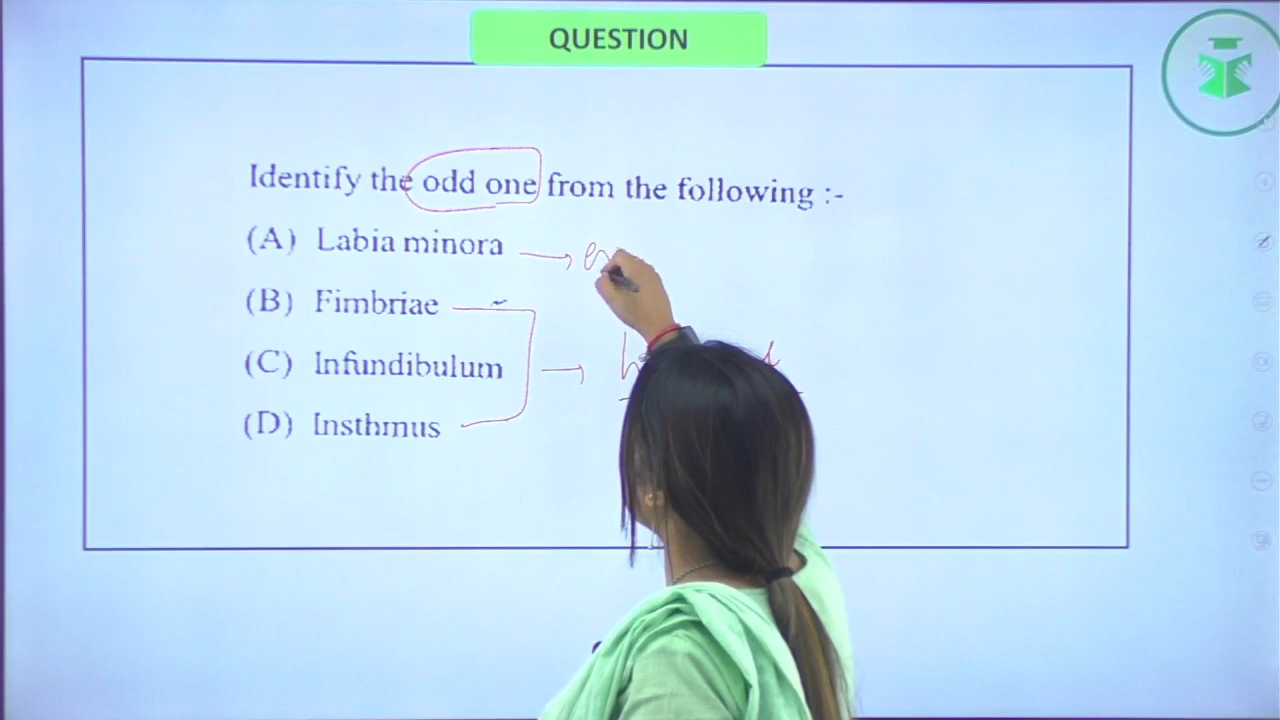 QUESTION
Identify the odd one from the following :-
(A) Labia minora
(B) Fimbriae
(C) Infundibulum
(D) Insthmus